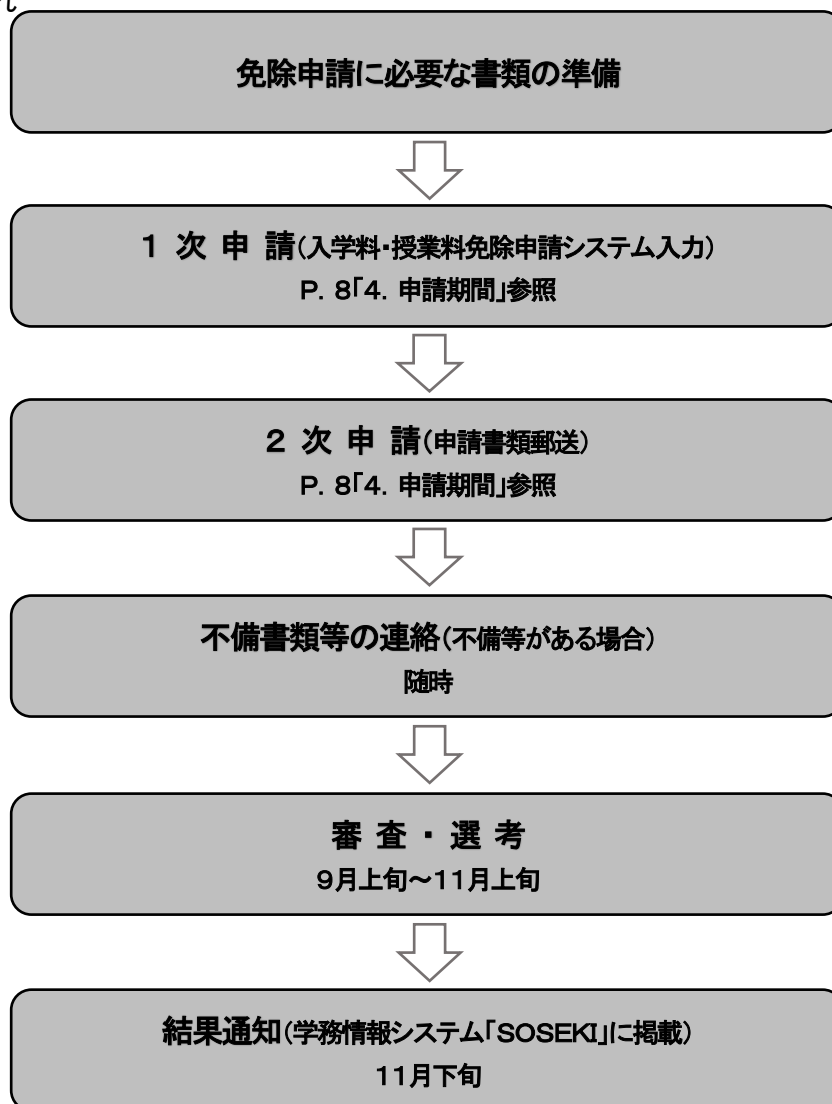 免除申請に必要な書類の準備
1 次 申 請(入学料・授業料免除申請システム入力)
P. 8「4. 申請期間」参照
2 次 申 請(申請書類郵送)
P. 8「4. 申請期間」参照
不備書類等の連絡(不備等がある場合)
随時
審 査 ・ 選 考
9月上旬～11月上旬
結果通知(学務情報システム「SOSEKI」に掲載)
11月下旬